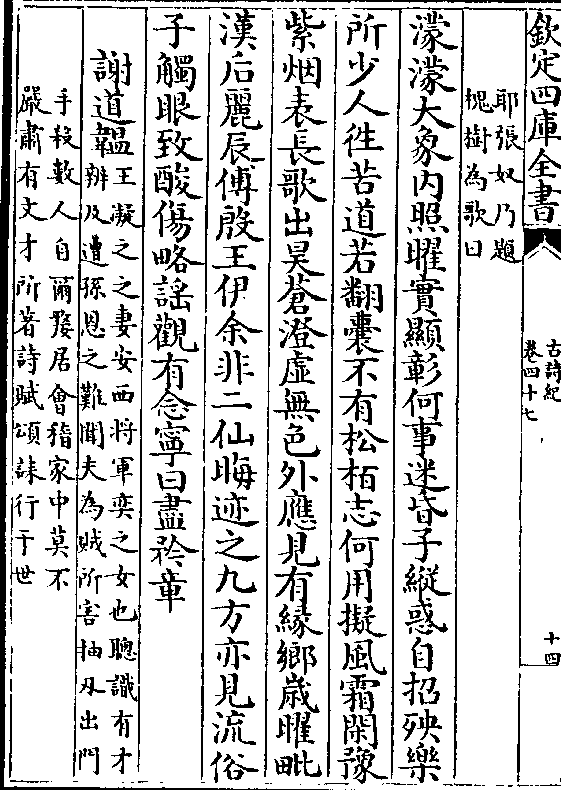 欽定四庫全書
古詩紀
卷四十七
十四
耶張奴乃題
槐樹為歌曰
濛濛大象内照曜實顯彰何事迷昏子縱惑自招殃樂
所少人徃苦道若翻囊不有松栢志何用擬風霜閑豫
紫烟表長歌出昊蒼澄虚無色外應見有縁鄉歳曜毗
漢后麗辰傅殷王伊余非二仙晦迹之九方亦見流俗
子觸眼致酸傷略謡觀有念寧曰盡矜章
謝道韞王凝之之妻安西將軍奕之女也聰識有才
辨及遭孫恩之難聞夫為賊所害抽刄出門
手殺數人自爾嫠居會稽家中莫不
嚴肅有文才所著詩賦頌誄行于世